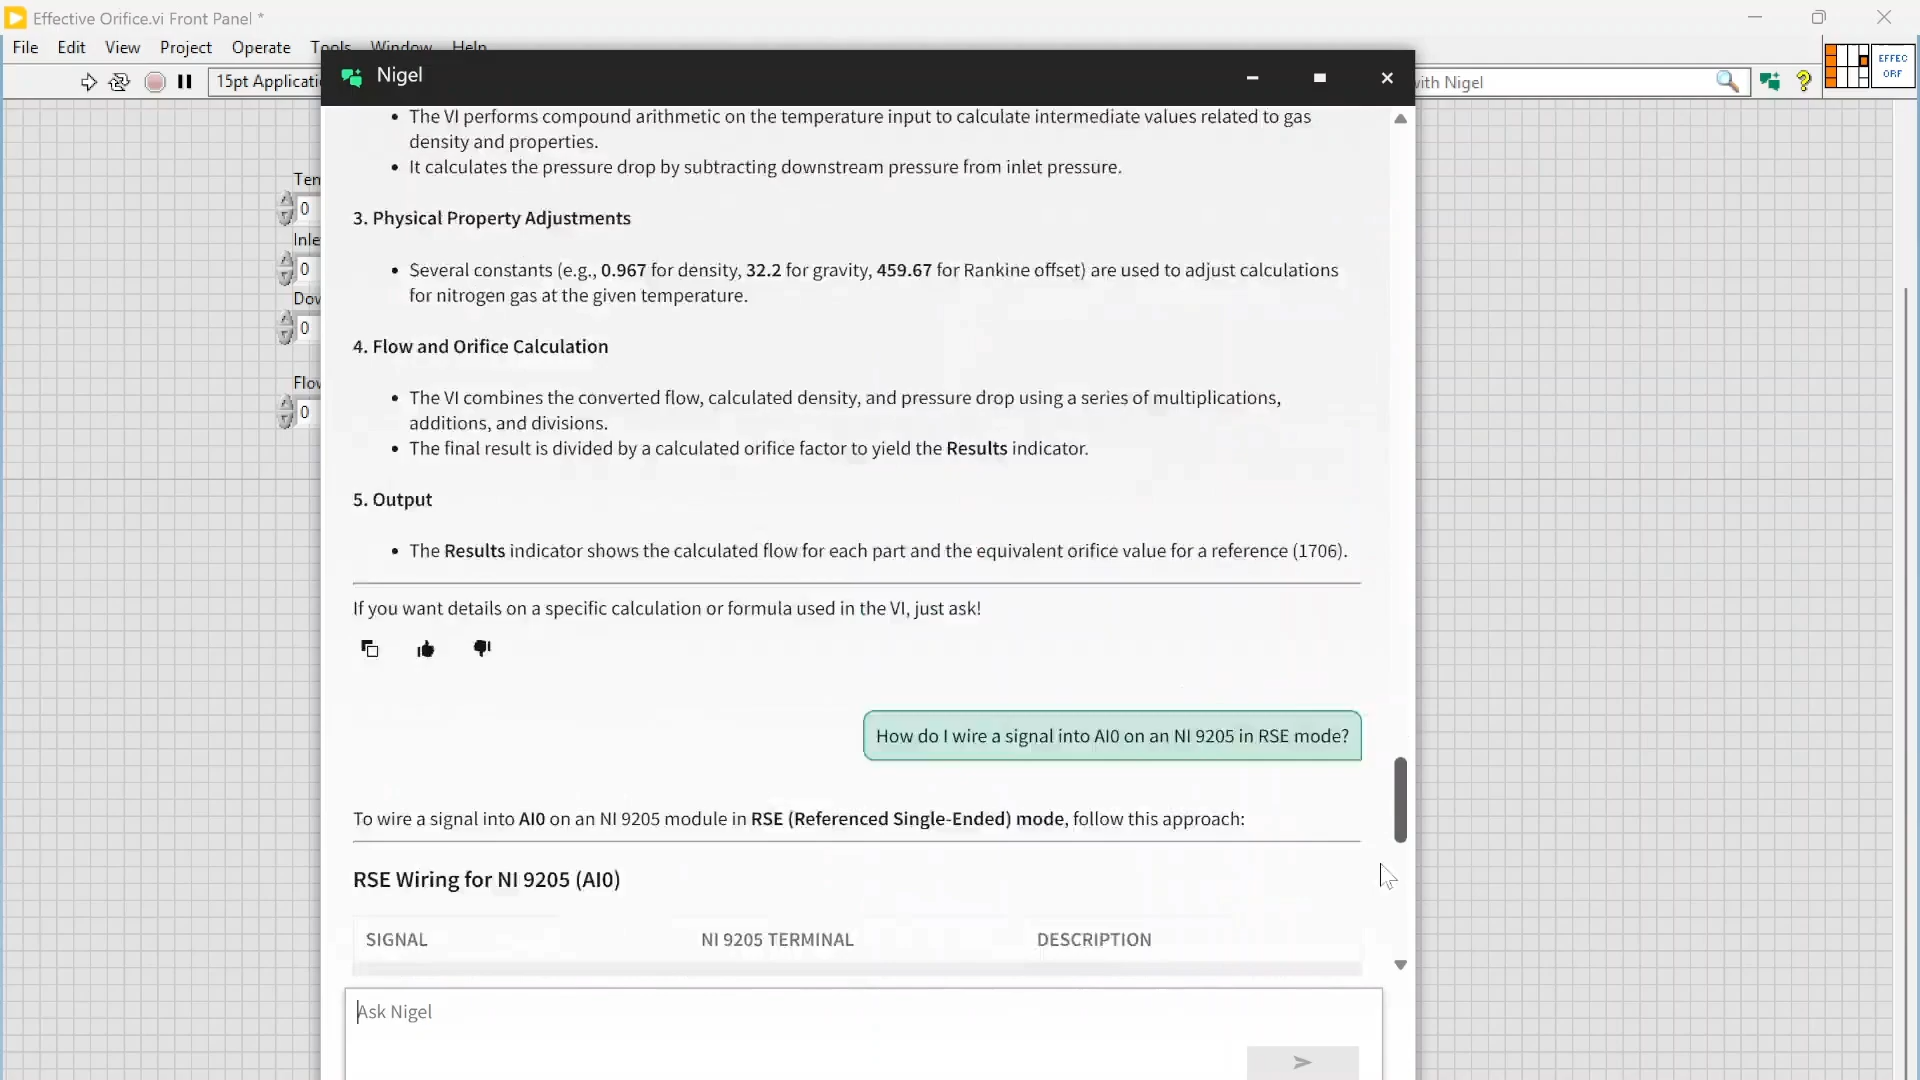 Effective Orifice.vi Front Panel *
File Edit View Project Operate Tools Window Help
15pt Applicati
Nigel
with Nigel
EFFEC
ORF
• The VI performs compound arithmetic on the temperature input to calculate intermediate values related to gas
density and properties.
• It calculates the pressure drop by subtracting downstream pressure from inlet pressure.
Ten
0
Inle
0
Dov
0
Flov
0
3. Physical Property Adjustments
• Several constants (e.g., 0.967 for density, 32.2 for gravity, 459.67 for Rankine offset) are used to adjust calculations
for nitrogen gas at the given temperature.
4. Flow and Orifice Calculation
• The VI combines the converted flow, calculated density, and pressure drop using a series of multiplications,
additions, and divisions.
• The final result is divided by a calculated orifice factor to yield the Results indicator.
5. Output
• The Results indicator shows the calculated flow for each part and the equivalent orifice value for a reference (1706).
If you want details on a specific calculation or formula used in the VI, just ask!
How do I wire a signal into AI0 on an NI 9205 in RSE mode?
To wire a signal into AI0 on an NI 9205 module in RSE (Referenced Single-Ended) mode, follow this approach:
RSE Wiring for NI 9205 (AI0)
SIGNAL NI 9205 TERMINAL DESCRIPTION
Ask Nigel